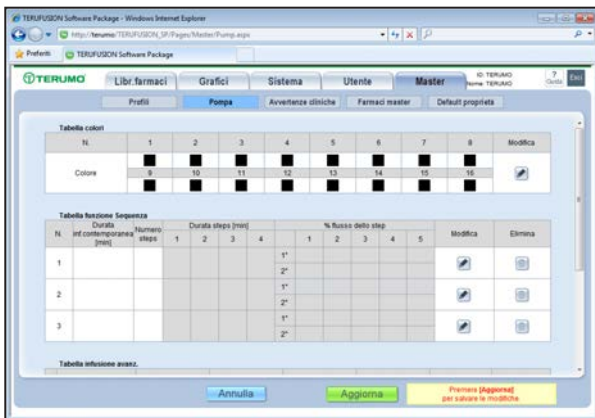 TERUFUSION Software Package - Windows Internet Explorer
http://terumo/TERUFUSION_SP/Pages/Master/Pump.aspx
Preferiti TERUFUSION Software Package
TERUMO Libr.farmaci Grafici Sistema Utente Master ID: TERUMO Nome: TERUMO ? Guida Esci
Profili Pompa Avvertenze cliniche Farmaci master Default proprietà
Tabella colori
N. 1 2 3 4 5 6 7 8 Modifica
Colore
9 10 11 12 13 14 15 16
Tabella funzione Sequenza
N. Durata inf.contemporanea [min] Numero steps Durata steps [min] % flusso dello step Modifica Elimina
1 2 3 4 1 2 3 4 5
1 1° 2°
2 1° 2°
3 1° 2°
Tabella infusione avanz.
Annulla Aggiorna Premere [Aggiorna]
per salvare le modifiche.